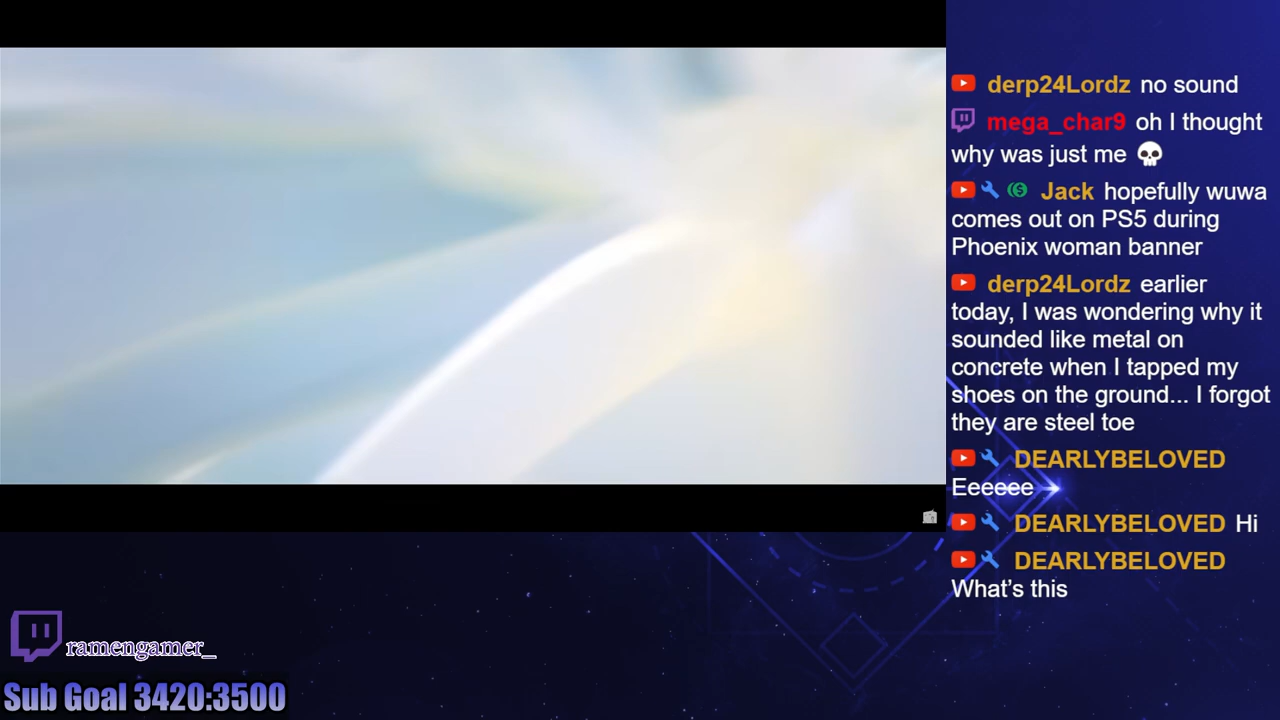 derp24Lordz no sound
mega_char9 oh I thought
why was just me 💀
Jack hopefully wuwa
comes out on PS5 during
Phoenix woman banner
derp24Lordz earlier
today, I was wondering why it
sounded like metal on
concrete when I tapped my
shoes on the ground... I forgot
they are steel toe
DEARLYBELOVED
Eeeeee
DEARLYBELOVED Hi
DEARLYBELOVED
What’s this
ramengamer_
Sub Goal 3420:3500